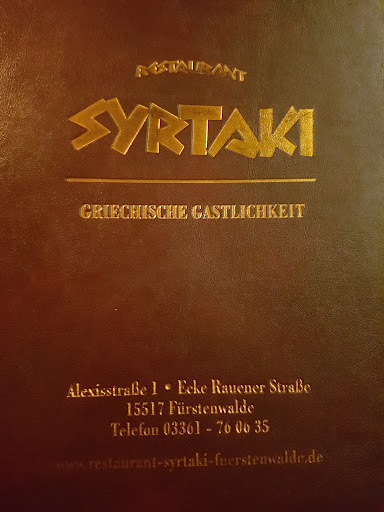 RESTAURANT
SYRTAKI
GRIECHISCHE GASTLICHKEIT
Alexisstraße 1 • Ecke Rauener Straße
15517 Fürstenwalde
Telefon 03361 - 76 06 35
www.restaurant-syrtaki-fuerstenwalde.de